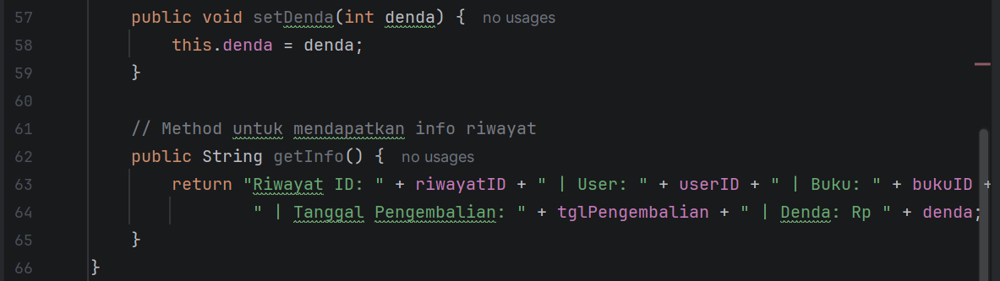 57 public void setDenda(int denda) { no usages
58 this.denda = denda;
59 }
60
61 // Method untuk mendapatkan info riwayat
62 public String getInfo() { no usages
63 return "Riwayat ID: " + riwayatID + " | User: " + userID + " | Buku: " + bukuID +
64 " | Tanggal Pengembalian: " + tglPengembalian + " | Denda: Rp " + denda;
65 }
66 }